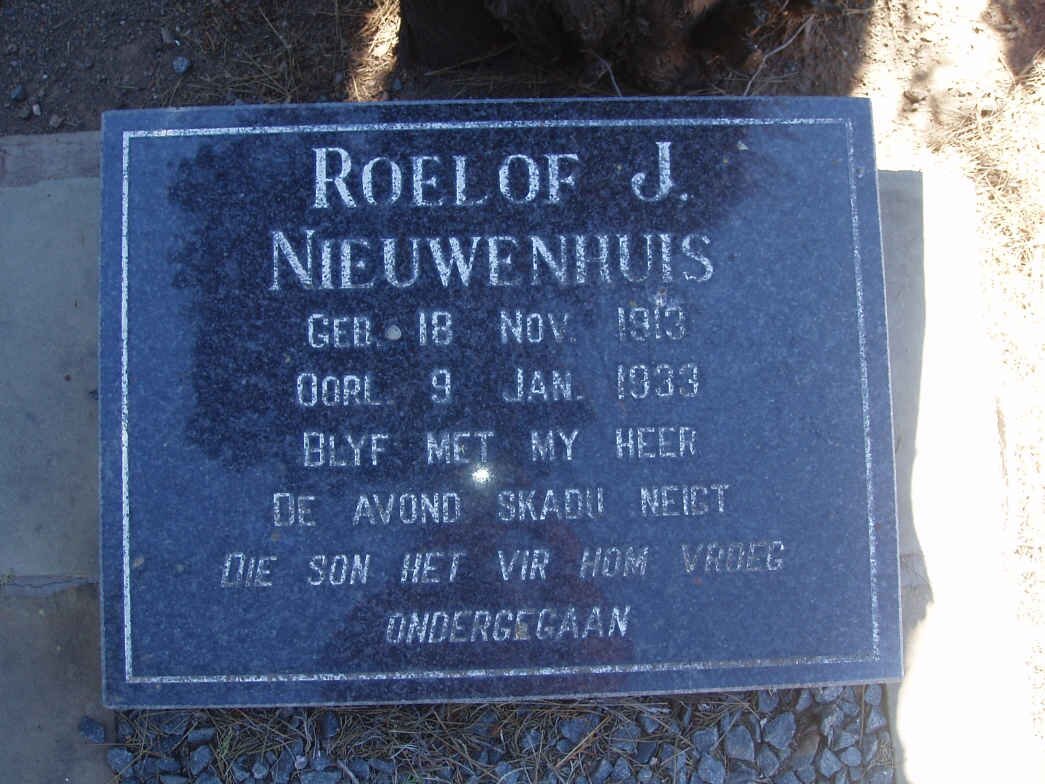 ROELOF J.
NIEUWENHUIS
GEB. 18 NOV. 1913
OORL. 9 JAN. 1933
BLYF MET MY HEER
DE AVOND SKADU NEIGT
DIE SON HET VIR HOM VROEG
ONDERGEGAAN